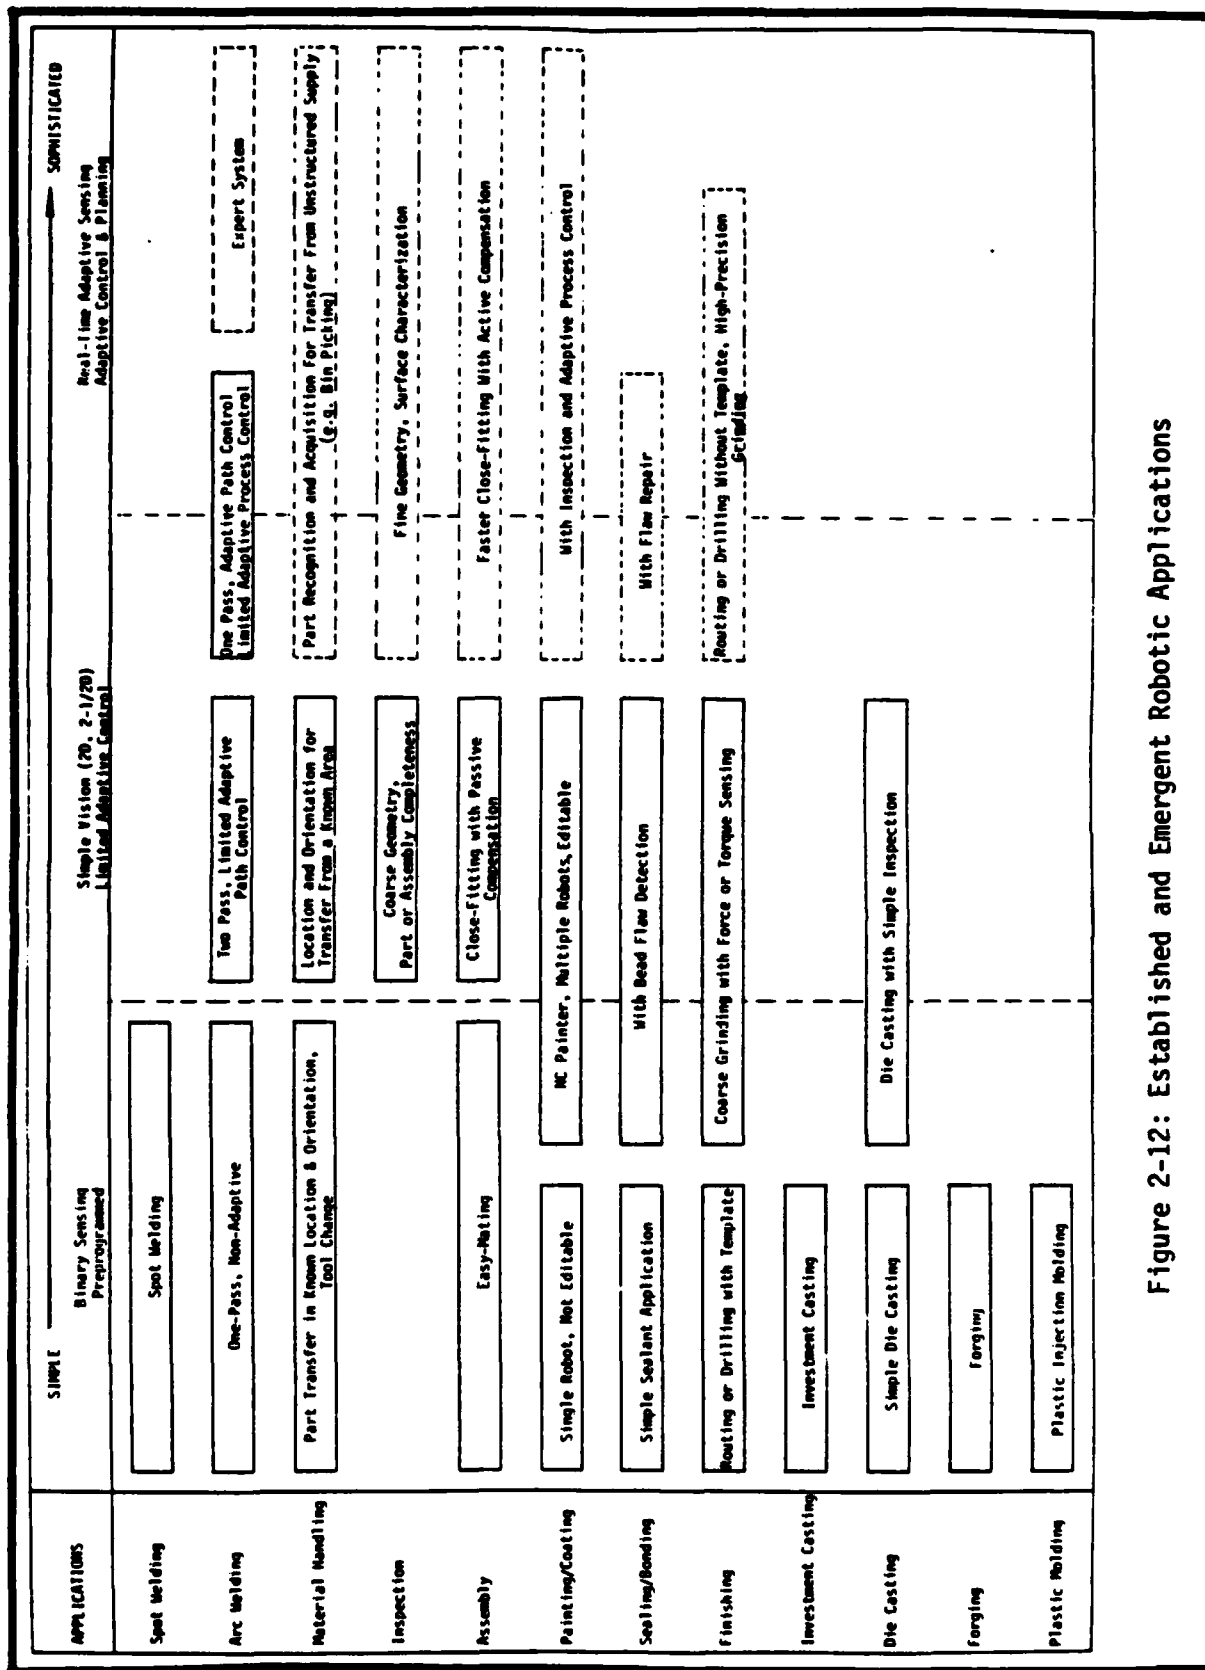 APPLICATIONS
SIMPLE
SOPHISTICATED
Binary Sensing
Preprogrammed
Simple Vision (2D, 2-1/2D)
Limited Adaptive Control
Real-Time Adaptive Sensing
Adaptive Control & Planning
Spot Welding
Spot Welding
Arc Welding
One-Pass, Non-Adaptive
Two Pass, Limited Adaptive
Path Control
One Pass, Adaptive Path Control
Limited Adaptive Process Control
Expert System
Material Handling
Part Transfer in Known Location & Orientation,
Tool Change
Location and Orientation for
Transfer From a Known Area
Part Recognition and Acquisition For Transfer From Unstructured Supply
(e.g. Bin Picking)
Inspection
Coarse Geometry,
Part or Assembly Completeness
Fine Geometry, Surface Characterization
Assembly
Easy-Mating
Close-Fitting with Passive
Compensation
Faster Close-Fitting With Active Compensation
Painting/Coating
Single Robot, Not Editable
NC Painter, Multiple Robots, Editable
With Inspection and Adaptive Process Control
Sealing/Bonding
Simple Sealant Application
With Bead Flaw Detection
With Flaw Repair
Finishing
Routing or Drilling with Template
Coarse Grinding with Force or Torque Sensing
Routing or Drilling Without Template, High-Precision
Grinding
Investment Casting
Investment Casting
Die Casting
Simple Die Casting
Die Casting with Simple Inspection
Forging
Forging
Plastic Molding
Plastic Injection Molding
Figure 2-12: Established and Emergent Robotic Applications